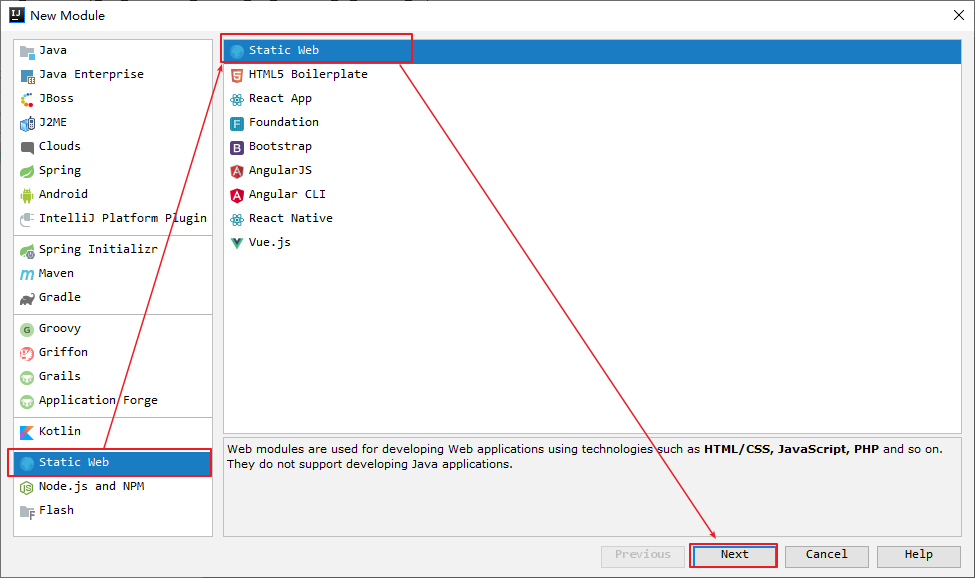 New Module
Java
Java Enterprise
JBoss
J2ME
Clouds
Spring
Android
IntelliJ Platform Plugin
Spring Initializr
Maven
Gradle
Groovy
Griffon
Grails
Application Forge
Kotlin
Static Web
Node.js and NPM
Flash
Static Web
HTML5 Boilerplate
React App
Foundation
Bootstrap
AngularJS
Angular CLI
React Native
Vue.js
Web modules are used for developing Web applications using technologies such as HTML/CSS, JavaScript, PHP and so on.
They do not support developing Java applications.
Previous
Next
Cancel
Help